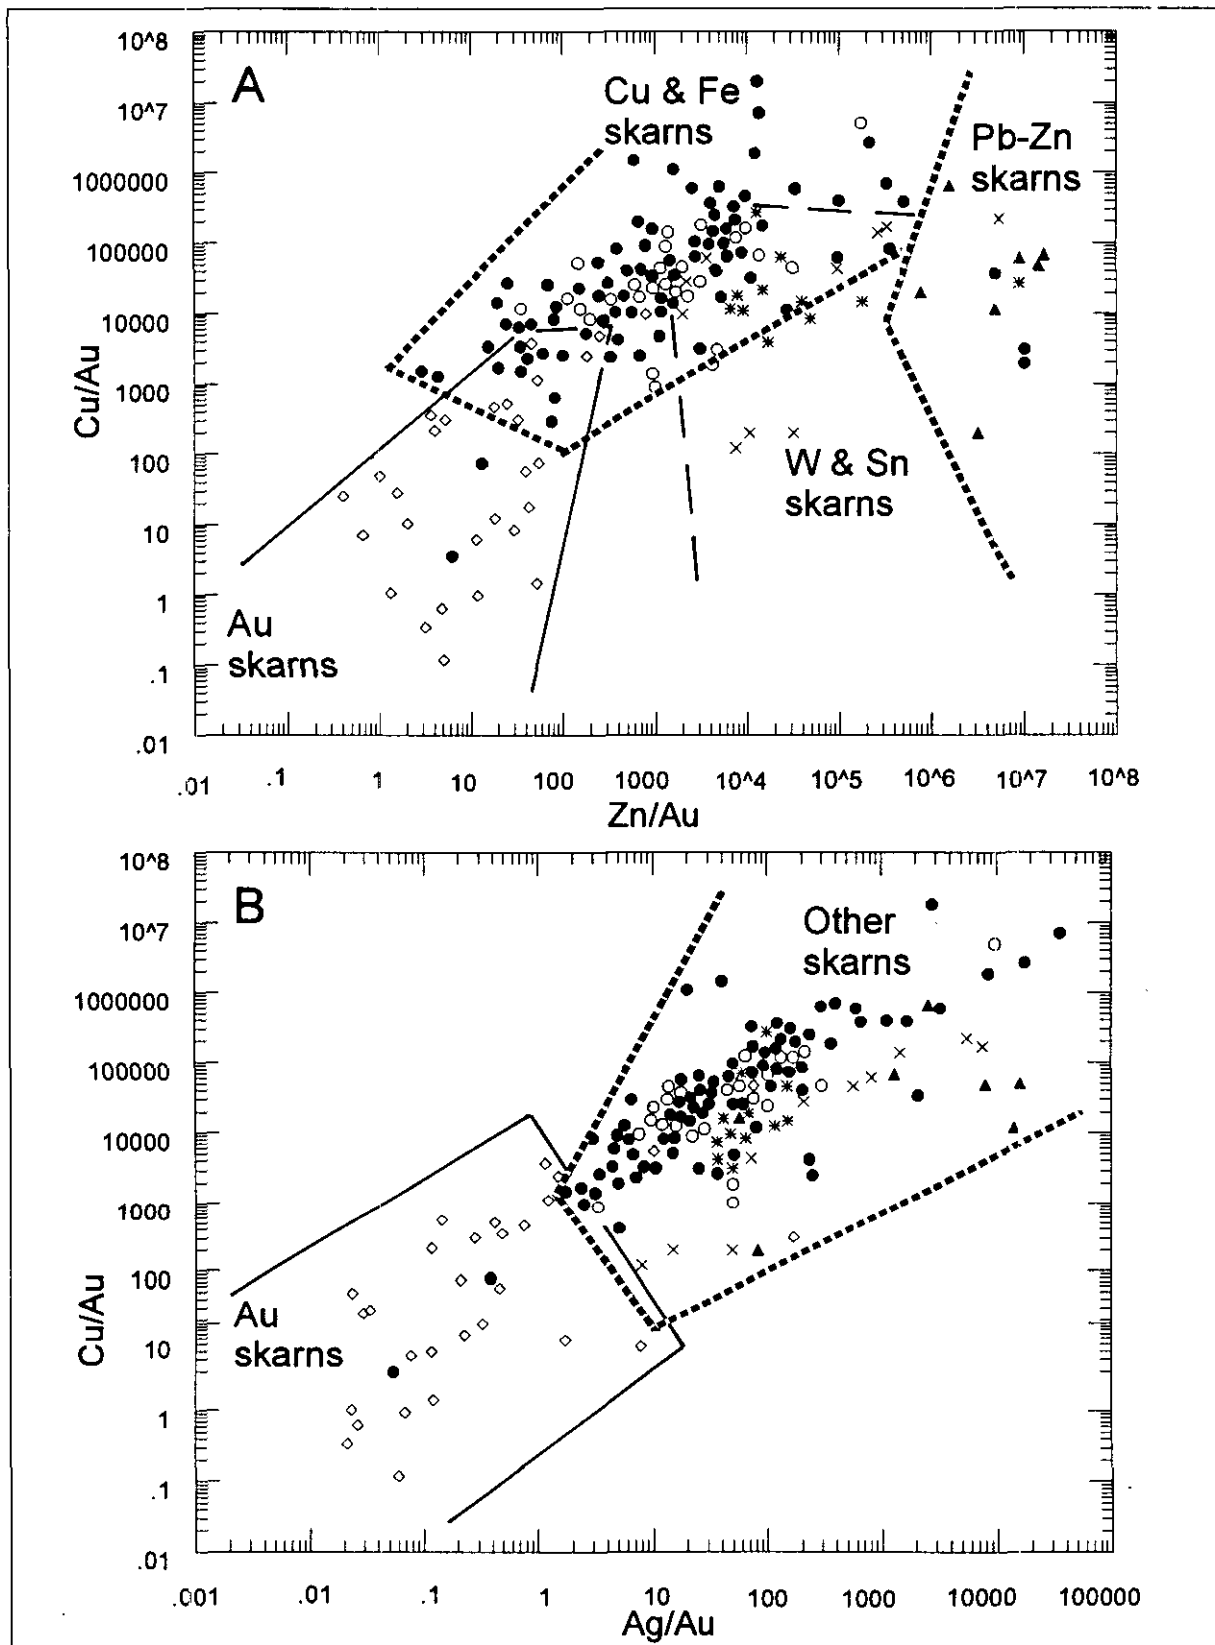 A
10^8
10^7
1000000
100000
10000
1000
100
10
1
.1
.01
Cu/Au
Cu & Fe
skarns
Pb-Zn
skarns
W & Sn
skarns
Au
skarns
.01 .1 1 10 100 1000 10^4 10^5 10^6 10^7 10^8
Zn/Au
B
10^8
10^7
1000000
100000
10000
1000
100
10
1
.1
.01
Cu/Au
Other
skarns
Au
skarns
.001 .01 .1 1 10 100 1000 10000 100000
Ag/Au